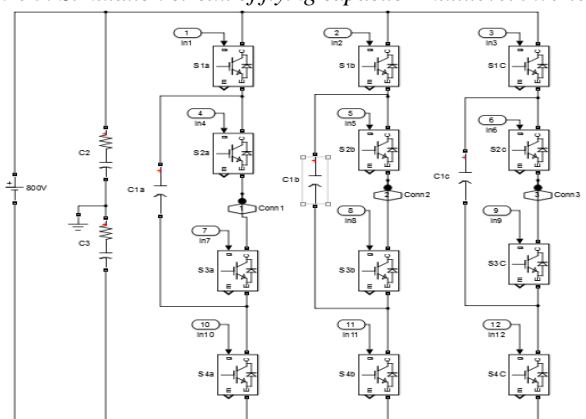 1
2
3
In1
In2
In3
S1a
S1b
S1C
4
5
6
In4
In5
In6
S2a
S2b
S2c
C2
C1a
C1b
C1c
800V
1
Conn1
2
Conn2
3
Conn3
C3
7
8
9
In7
In8
In9
S3a
S3b
S3C
10
11
12
In10
In11
In12
S4a
S4b
S4C